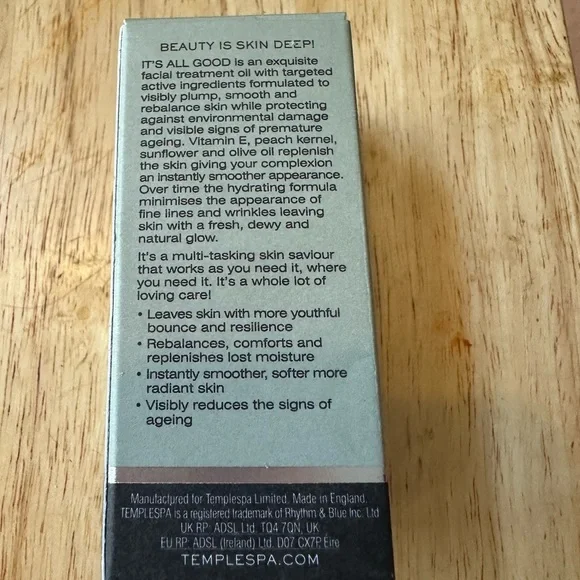 BEAUTY IS SKIN DEEP!
IT'S ALL GOOD is an exquisite
facial treatment oil with targeted
active ingredients formulated to
visibly plump, smooth and
rebalance skin while protecting
against environmental damage
and visible signs of premature
ageing. Vitamin E, peach kernel,
sunflower and olive oil replenish
the skin giving your complexion
an instantly smoother appearance.
Over time the hydrating formula
minimises the appearance of
fine lines and wrinkles leaving
skin with a fresh, dewy and
natural glow.
It's a multi-tasking skin saviour
that works as you need it, where
you need it. It's a whole lot of
loving care!
• Leaves skin with more youthful
bounce and resilience
• Rebalances, comforts and
replenishes lost moisture
• Instantly smoother, softer more
radiant skin
• Visibly reduces the signs of
ageing
Manufactured for Templespa Limited. Made in England.
TEMPLESPA is a registered trademark of Rhythm & Blue Inc. Ltd
UK RP: ADSL Ltd. TQ4 7QN, UK
EU RP: ADSL (Ireland) Ltd. D07 CX7P Eire
TEMPLESPA.COM